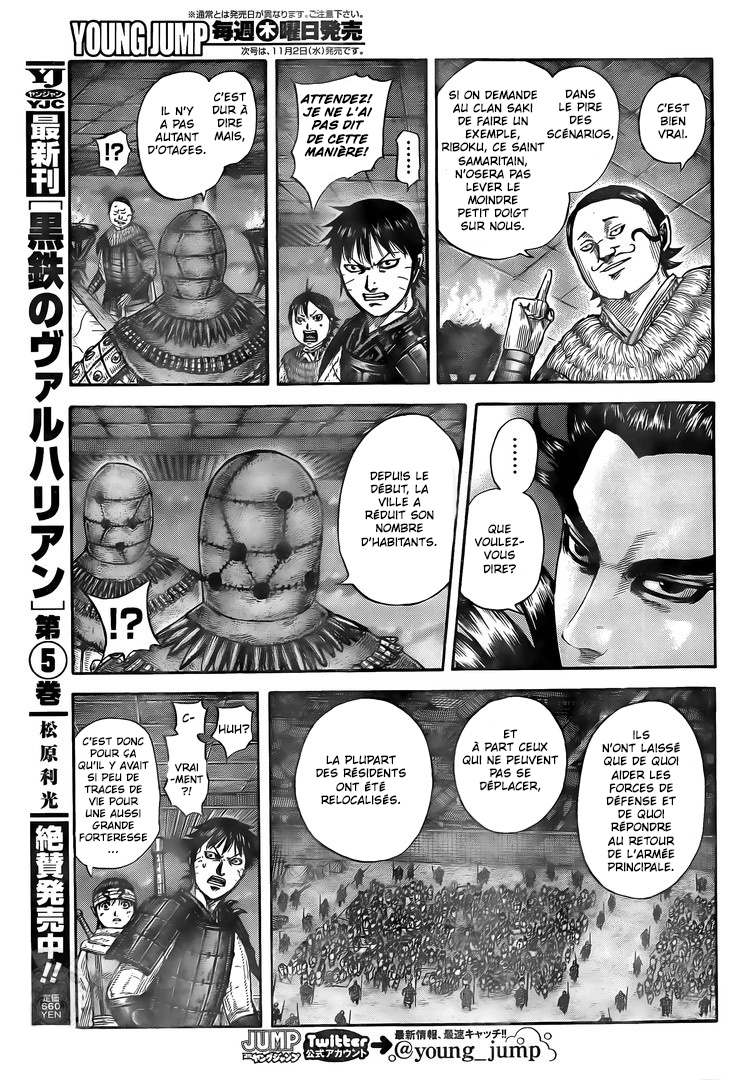 ※通常とは発売日が異なります。ご注意下さい。
YOUNG JUMP
毎週木曜日発売
次号は、11月2日(水)発売です。
C'EST
BIEN
VRAI.
DANS
LE PIRE
DES
SCÉNARIOS,
SI ON DEMANDE
AU CLAN SAKI
DE FAIRE UN
EXEMPLE,
RIBOKU, CE SAINT
SAMARITAIN,
N'OSERA PAS
LEVER LE
MOINDRE
PETIT DOIGT
SUR NOUS.
......
ATTENDEZ!
JE NE L'AI
PAS DIT
DE CETTE
MANIÈRE!
C'EST
DUR À
DIRE
MAIS,
IL N'Y
A PAS
AUTANT
D'OTAGES.
!?
......
QUE
VOULEZ-
VOUS
DIRE?
DEPUIS LE
DÉBUT, LA
VILLE A
RÉDUIT SON
NOMBRE
D'HABITANTS.
!?
ILS
N'ONT LAISSÉ
QUE DE QUOI
AIDER LES
FORCES DE
DÉFENSE ET
DE QUOI
RÉPONDRE
AU RETOUR
DE L'ARMÉE
PRINCIPALE.
ET
À PART CEUX
QUI NE PEUVENT
PAS SE
DÉPLACER,
LA PLUPART
DES RÉSIDENTS
ONT ÉTÉ
RELOCALISÉS.
HUH?
C-
VRAI
-MENT
?!
C'EST DONC
POUR ÇA
QU'IL Y AVAIT
SI PEU DE
TRACES DE
VIE POUR
UNE AUSSI
GRANDE
FORTERESSE
...
YJ
ヤンジャン
YJC
最新刊[黒鉄のヴァルハリアン]第5巻
松原利光
絶賛発売中!!
定価
660
YEN
JUMP
ヤングジャンプ
Twitter
公式アカウント
最新情報、最速キャッチ!!
@young_jump